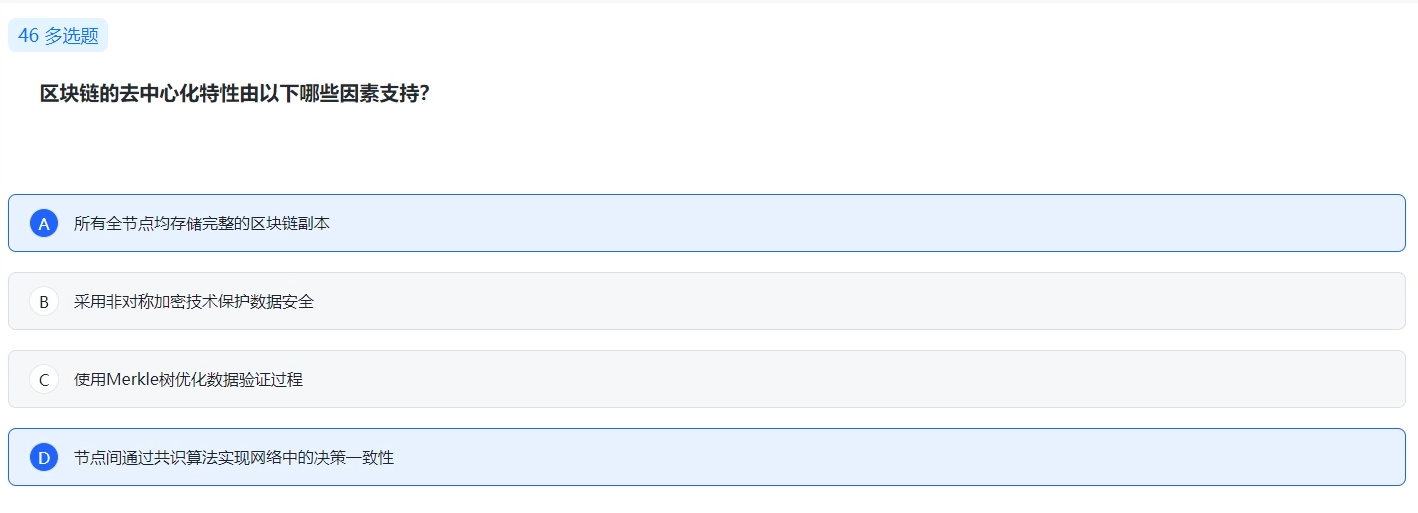 46 多选题
区块链的去中心化特性由以下哪些因素支持?
A 所有全节点均存储完整的区块链副本
B 采用非对称加密技术保护数据安全
C 使用Merkle树优化数据验证过程
D 节点间通过共识算法实现网络中的决策一致性